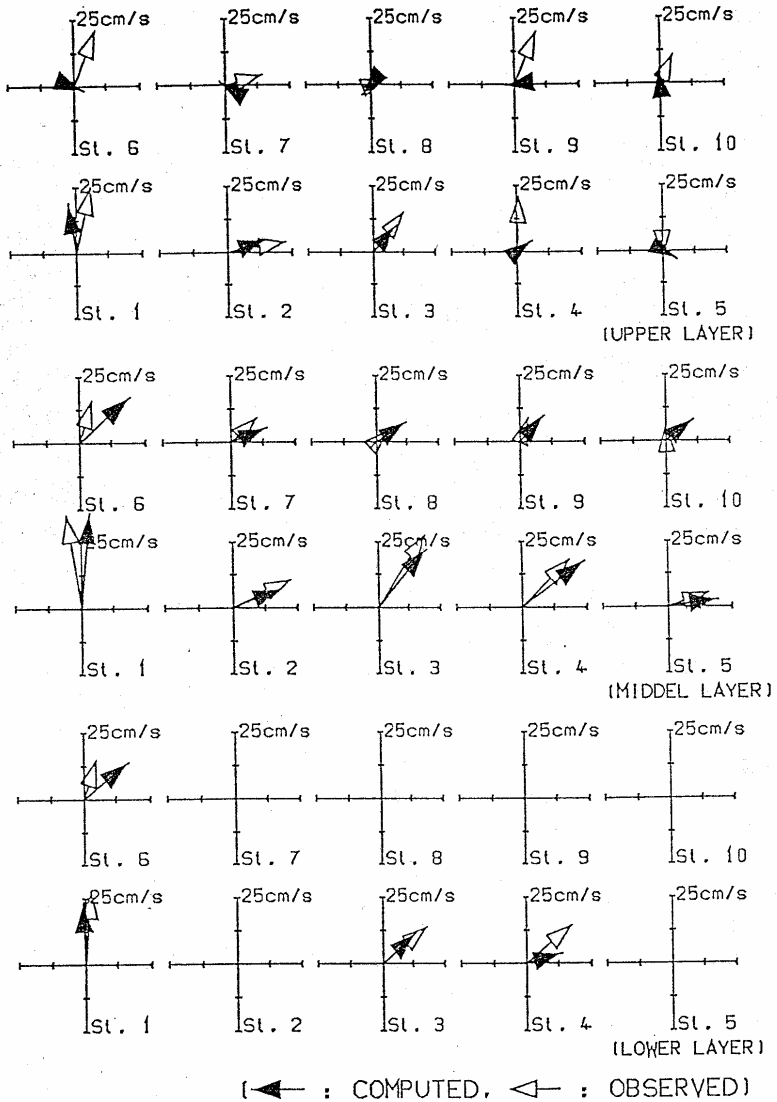 25cm/s 25cm/s 25cm/s 25cm/s 25cm/s
St. 6 St. 7 St. 8 St. 9 St. 10
25cm/s 25cm/s 25cm/s 25cm/s 25cm/s
St. 1 St. 2 St. 3 St. 4 St. 5
(UPPER LAYER)
25cm/s 25cm/s 25cm/s 25cm/s 25cm/s
St. 6 St. 7 St. 8 St. 9 St. 10
25cm/s 25cm/s 25cm/s 25cm/s 25cm/s
St. 1 St. 2 St. 3 St. 4 St. 5
(MIDDEL LAYER)
25cm/s 25cm/s 25cm/s 25cm/s 25cm/s
St. 6 St. 7 St. 8 St. 9 St. 10
25cm/s 25cm/s 25cm/s 25cm/s 25cm/s
St. 1 St. 2 St. 3 St. 4 St. 5
(LOWER LAYER)
( : COMPUTED, : OBSERVED)